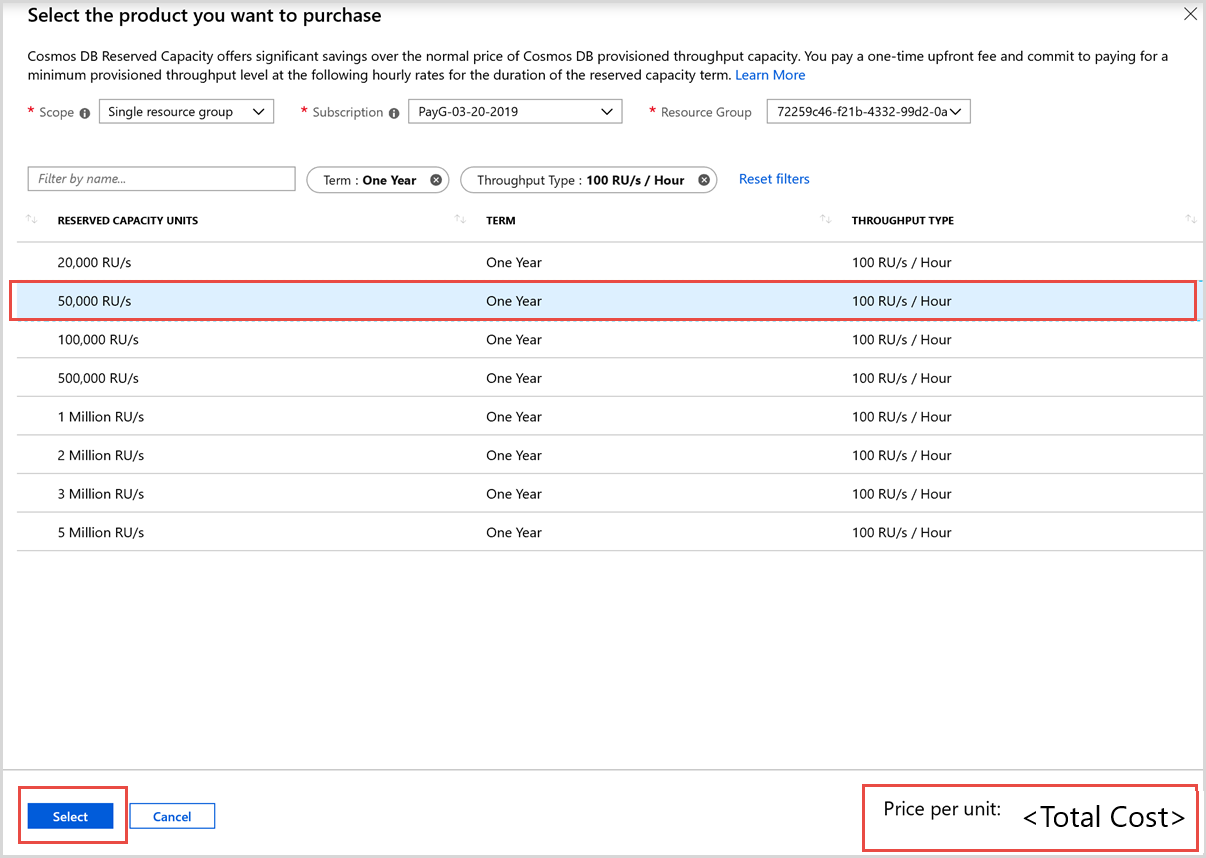 Select the product you want to purchase
Cosmos DB Reserved Capacity offers significant savings over the normal price of Cosmos DB provisioned throughput capacity. You pay a one-time upfront fee and commit to paying for a
minimum provisioned throughput level at the following hourly rates for the duration of the reserved capacity term. Learn More
* Scope Single resource group * Subscription PayG-03-20-2019 * Resource Group 72259c46-f21b-4332-99d2-0a
Filter by name... Term : One Year Throughput Type : 100 RU/s / Hour Reset filters
RESERVED CAPACITY UNITS TERM THROUGHPUT TYPE
20,000 RU/s One Year 100 RU/s / Hour
50,000 RU/s One Year 100 RU/s / Hour
100,000 RU/s One Year 100 RU/s / Hour
500,000 RU/s One Year 100 RU/s / Hour
1 Million RU/s One Year 100 RU/s / Hour
2 Million RU/s One Year 100 RU/s / Hour
3 Million RU/s One Year 100 RU/s / Hour
5 Million RU/s One Year 100 RU/s / Hour
Select Cancel Price per unit: <Total Cost>